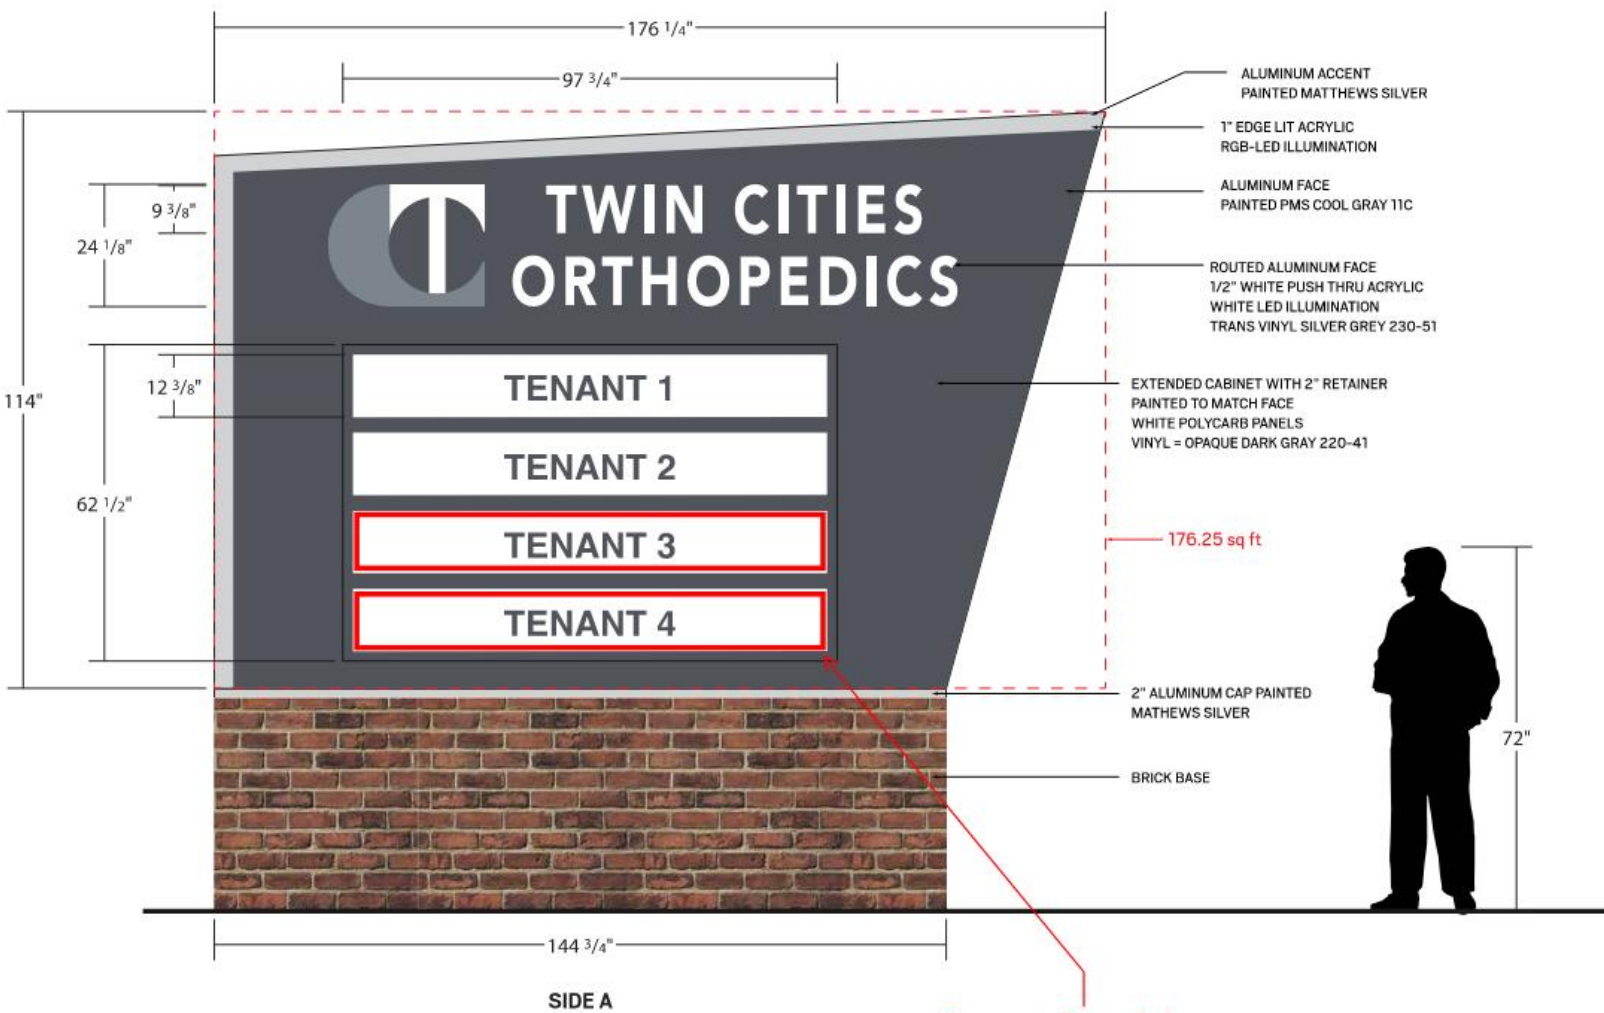 176 1/4"
97 3/4"
ALUMINUM ACCENT
PAINTED MATTHEWS SILVER
1" EDGE LIT ACRYLIC
RGB-LED ILLUMINATION
ALUMINUM FACE
PAINTED PMS COOL GRAY 11C
9 3/8"
24 1/8"
T
TWIN CITIES
ORTHOPEDICS
ROUTED ALUMINUM FACE
1/2" WHITE PUSH THRU ACRYLIC
WHITE LED ILLUMINATION
TRANS VINYL SILVER GREY 230-51
114"
12 3/8"
TENANT 1
EXTENDED CABINET WITH 2" RETAINER
PAINTED TO MATCH FACE
WHITE POLYCARB PANELS
VINYL = OPAQUE DARK GRAY 220-41
TENANT 2
62 1/2"
TENANT 3
176.25 sq ft
TENANT 4
2" ALUMINUM CAP PAINTED
MATHEWS SILVER
72"
BRICK BASE
144 3/4"
SIDE A